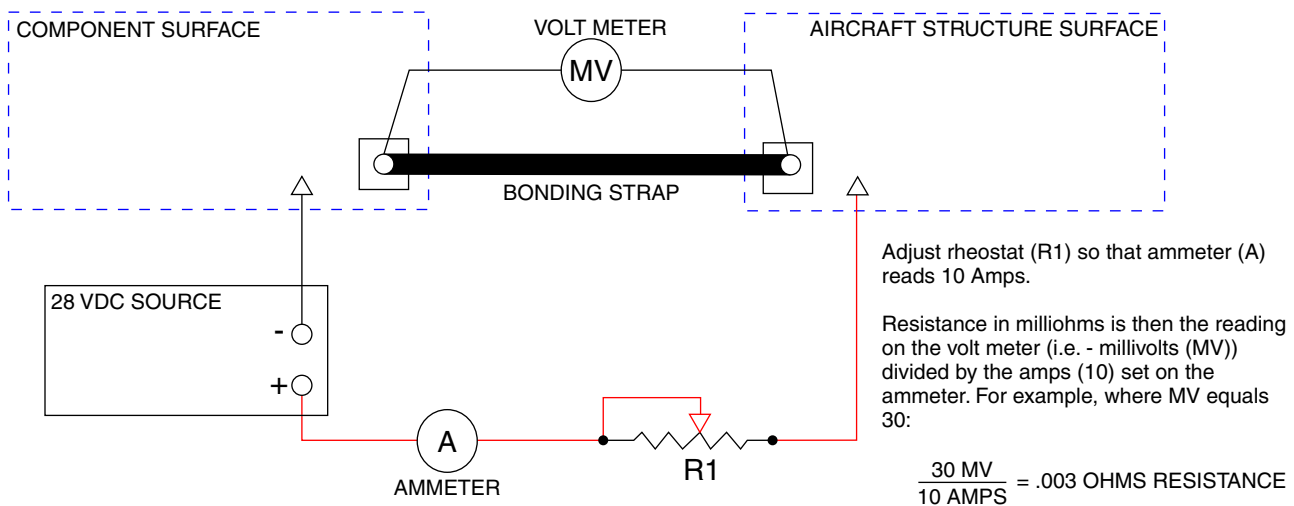 COMPONENT SURFACE
VOLT METER
AIRCRAFT STRUCTURE SURFACE
MV
BONDING STRAP
28 VDC SOURCE
-
+
A
AMMETER
R1
Adjust rheostat (R1) so that ammeter (A)
reads 10 Amps.
Resistance in milliohms is then the reading
on the volt meter (i.e. - millivolts (MV))
divided by the amps (10) set on the
ammeter. For example, where MV equals
30:
30 MV
10 AMPS
= .003 OHMS RESISTANCE